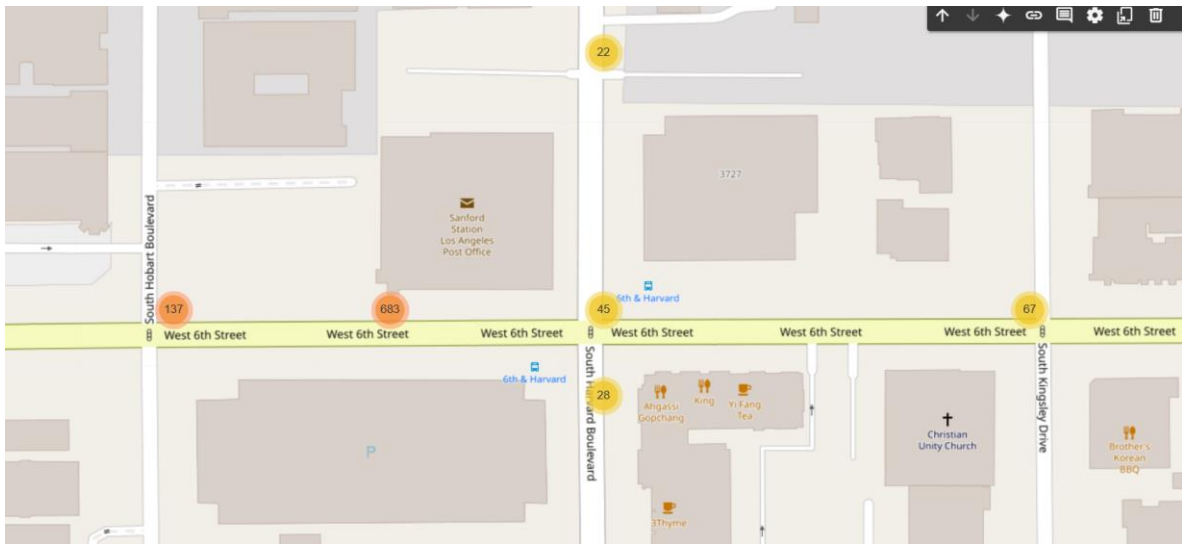 22
3727
Sanford
Station
Los Angeles
Post Office
South Hobart Boulevard
137
683
45
67
6th & Harvard
West 6th Street
West 6th Street
West 6th Street
West 6th Street
West 6th Street
West 6th Street
West 6th Street
6th & Harvard
South Harvard Boulevard
28
Ahgassi
Gopchang
King
Yi Fang
Tea
Christian
Unity Church
South Kingsley Drive
Brother's
Korean
BBQ
P
3Thyme